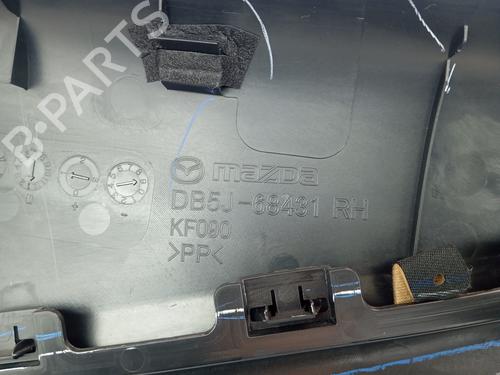 B-PARTS
mazda
DB5J-68431 RH
KF090
>PP<